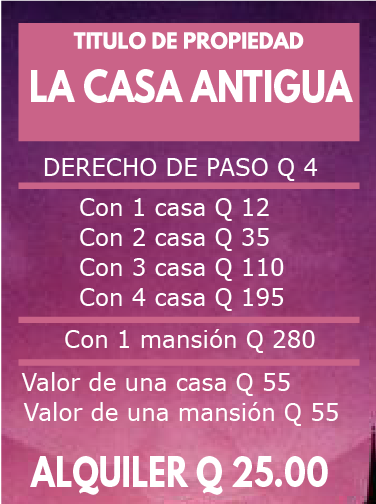 TITULO DE PROPIEDAD
LA CASA ANTIGUA
DERECHO DE PASO Q 4
Con 1 casa Q 12
Con 2 casa Q 35
Con 3 casa Q 110
Con 4 casa Q 195
Con 1 mansión Q 280
Valor de una casa Q 55
Valor de una mansión Q 55
ALQUILER Q 25.00